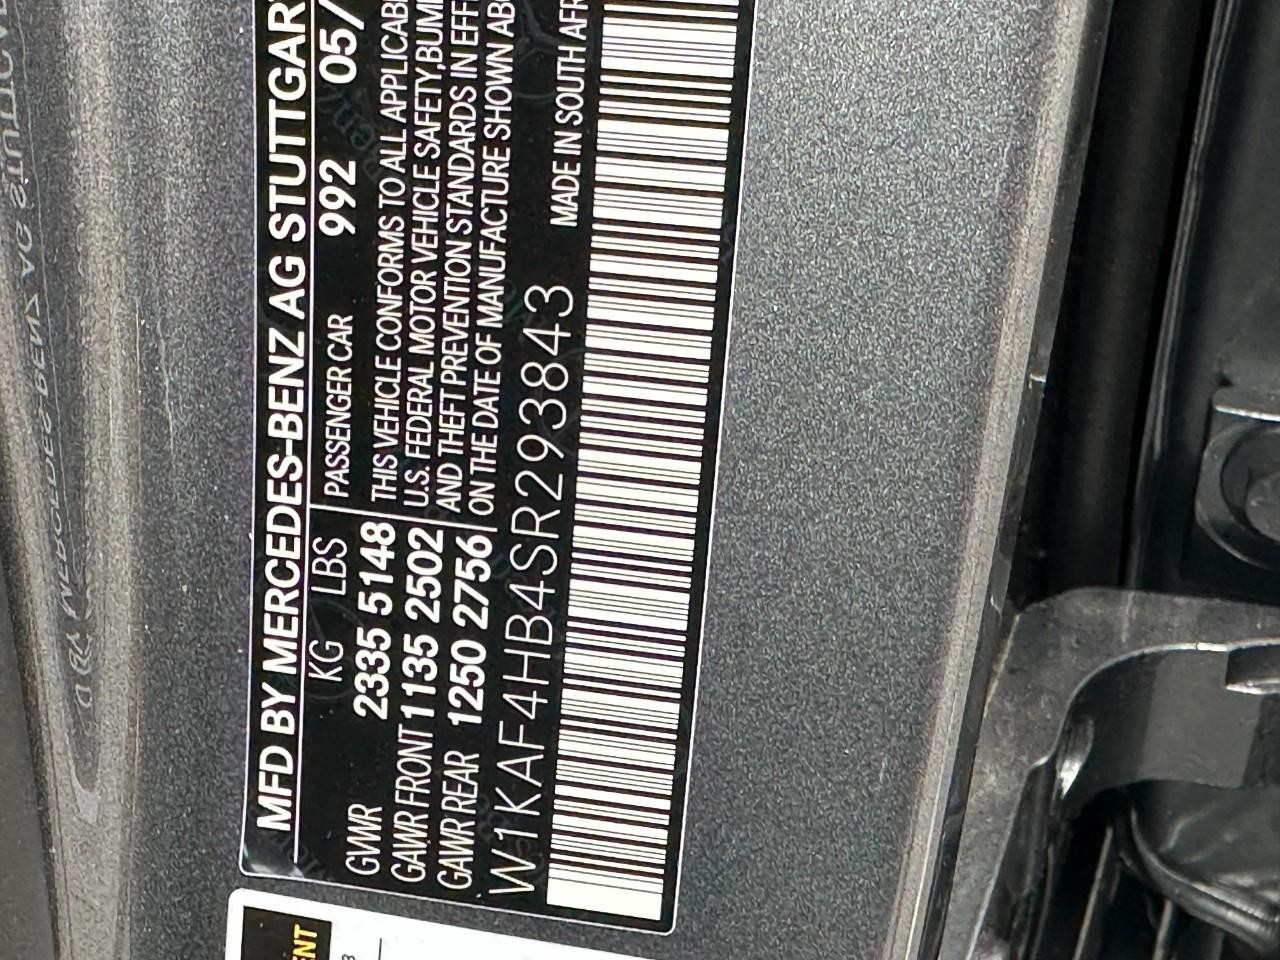 MFD BY MERCEDES-BENZ AG STUTTGAR
KG LBS
PASSENGER CAR 992 05/
GVWR 2335 5148
GAWR FRONT 1135 2502
GAWR REAR 1250 2756
THIS VEHICLE CONFORMS TO ALL APPLICAB
U.S. FEDERAL MOTOR VEHICLE SAFETY, BUM
AND THEFT PREVENTION STANDARDS IN EFF
ON THE DATE OF MANUFACTURE SHOWN AB
W1KAF4HB4SR293843
MADE IN SOUTH AFR
ENT